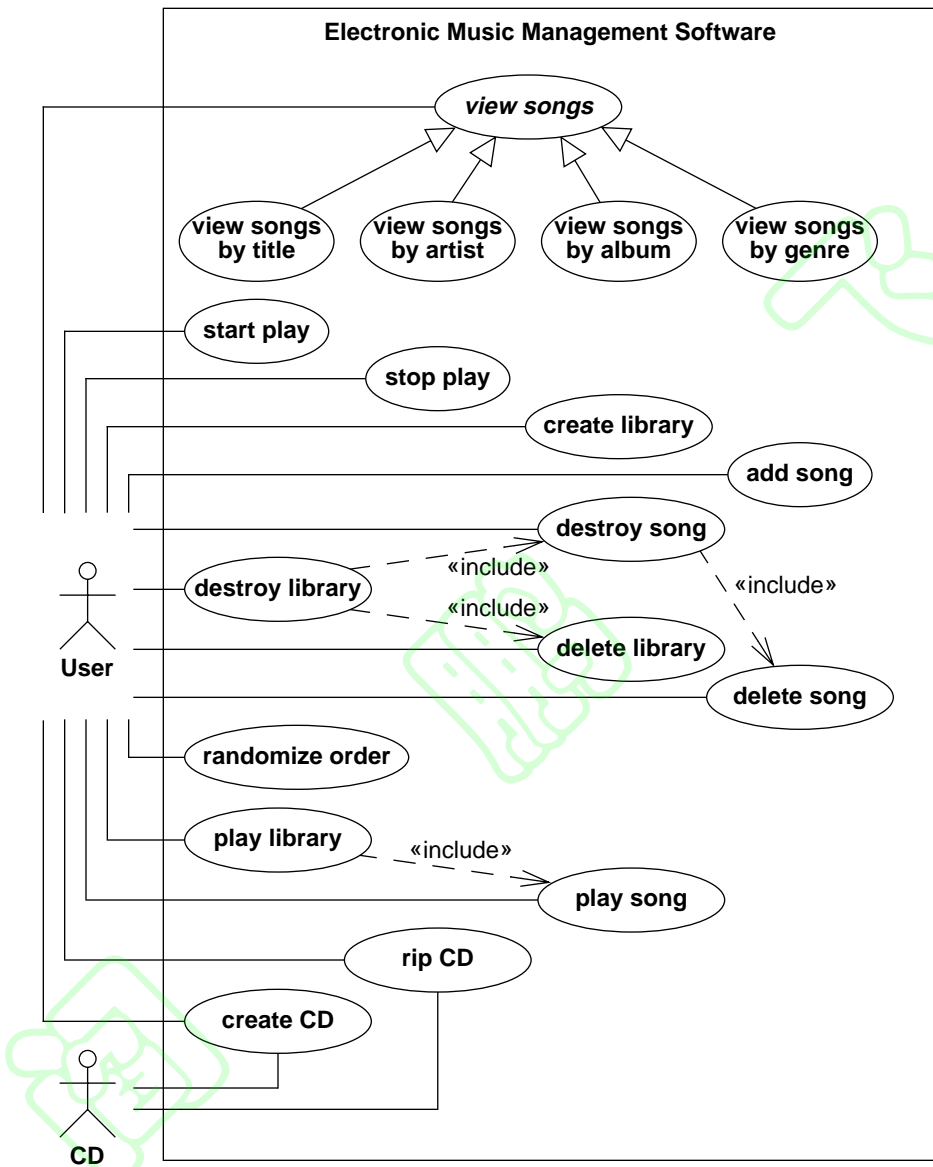 Electronic Music Management Software
view songs
view songs
by title
view songs
by artist
view songs
by album
view songs
by genre
start play
stop play
create library
add song
destroy song
«include»
«include»
destroy library
«include»
delete library
User
delete song
randomize order
play library
«include»
play song
rip CD
create CD
CD